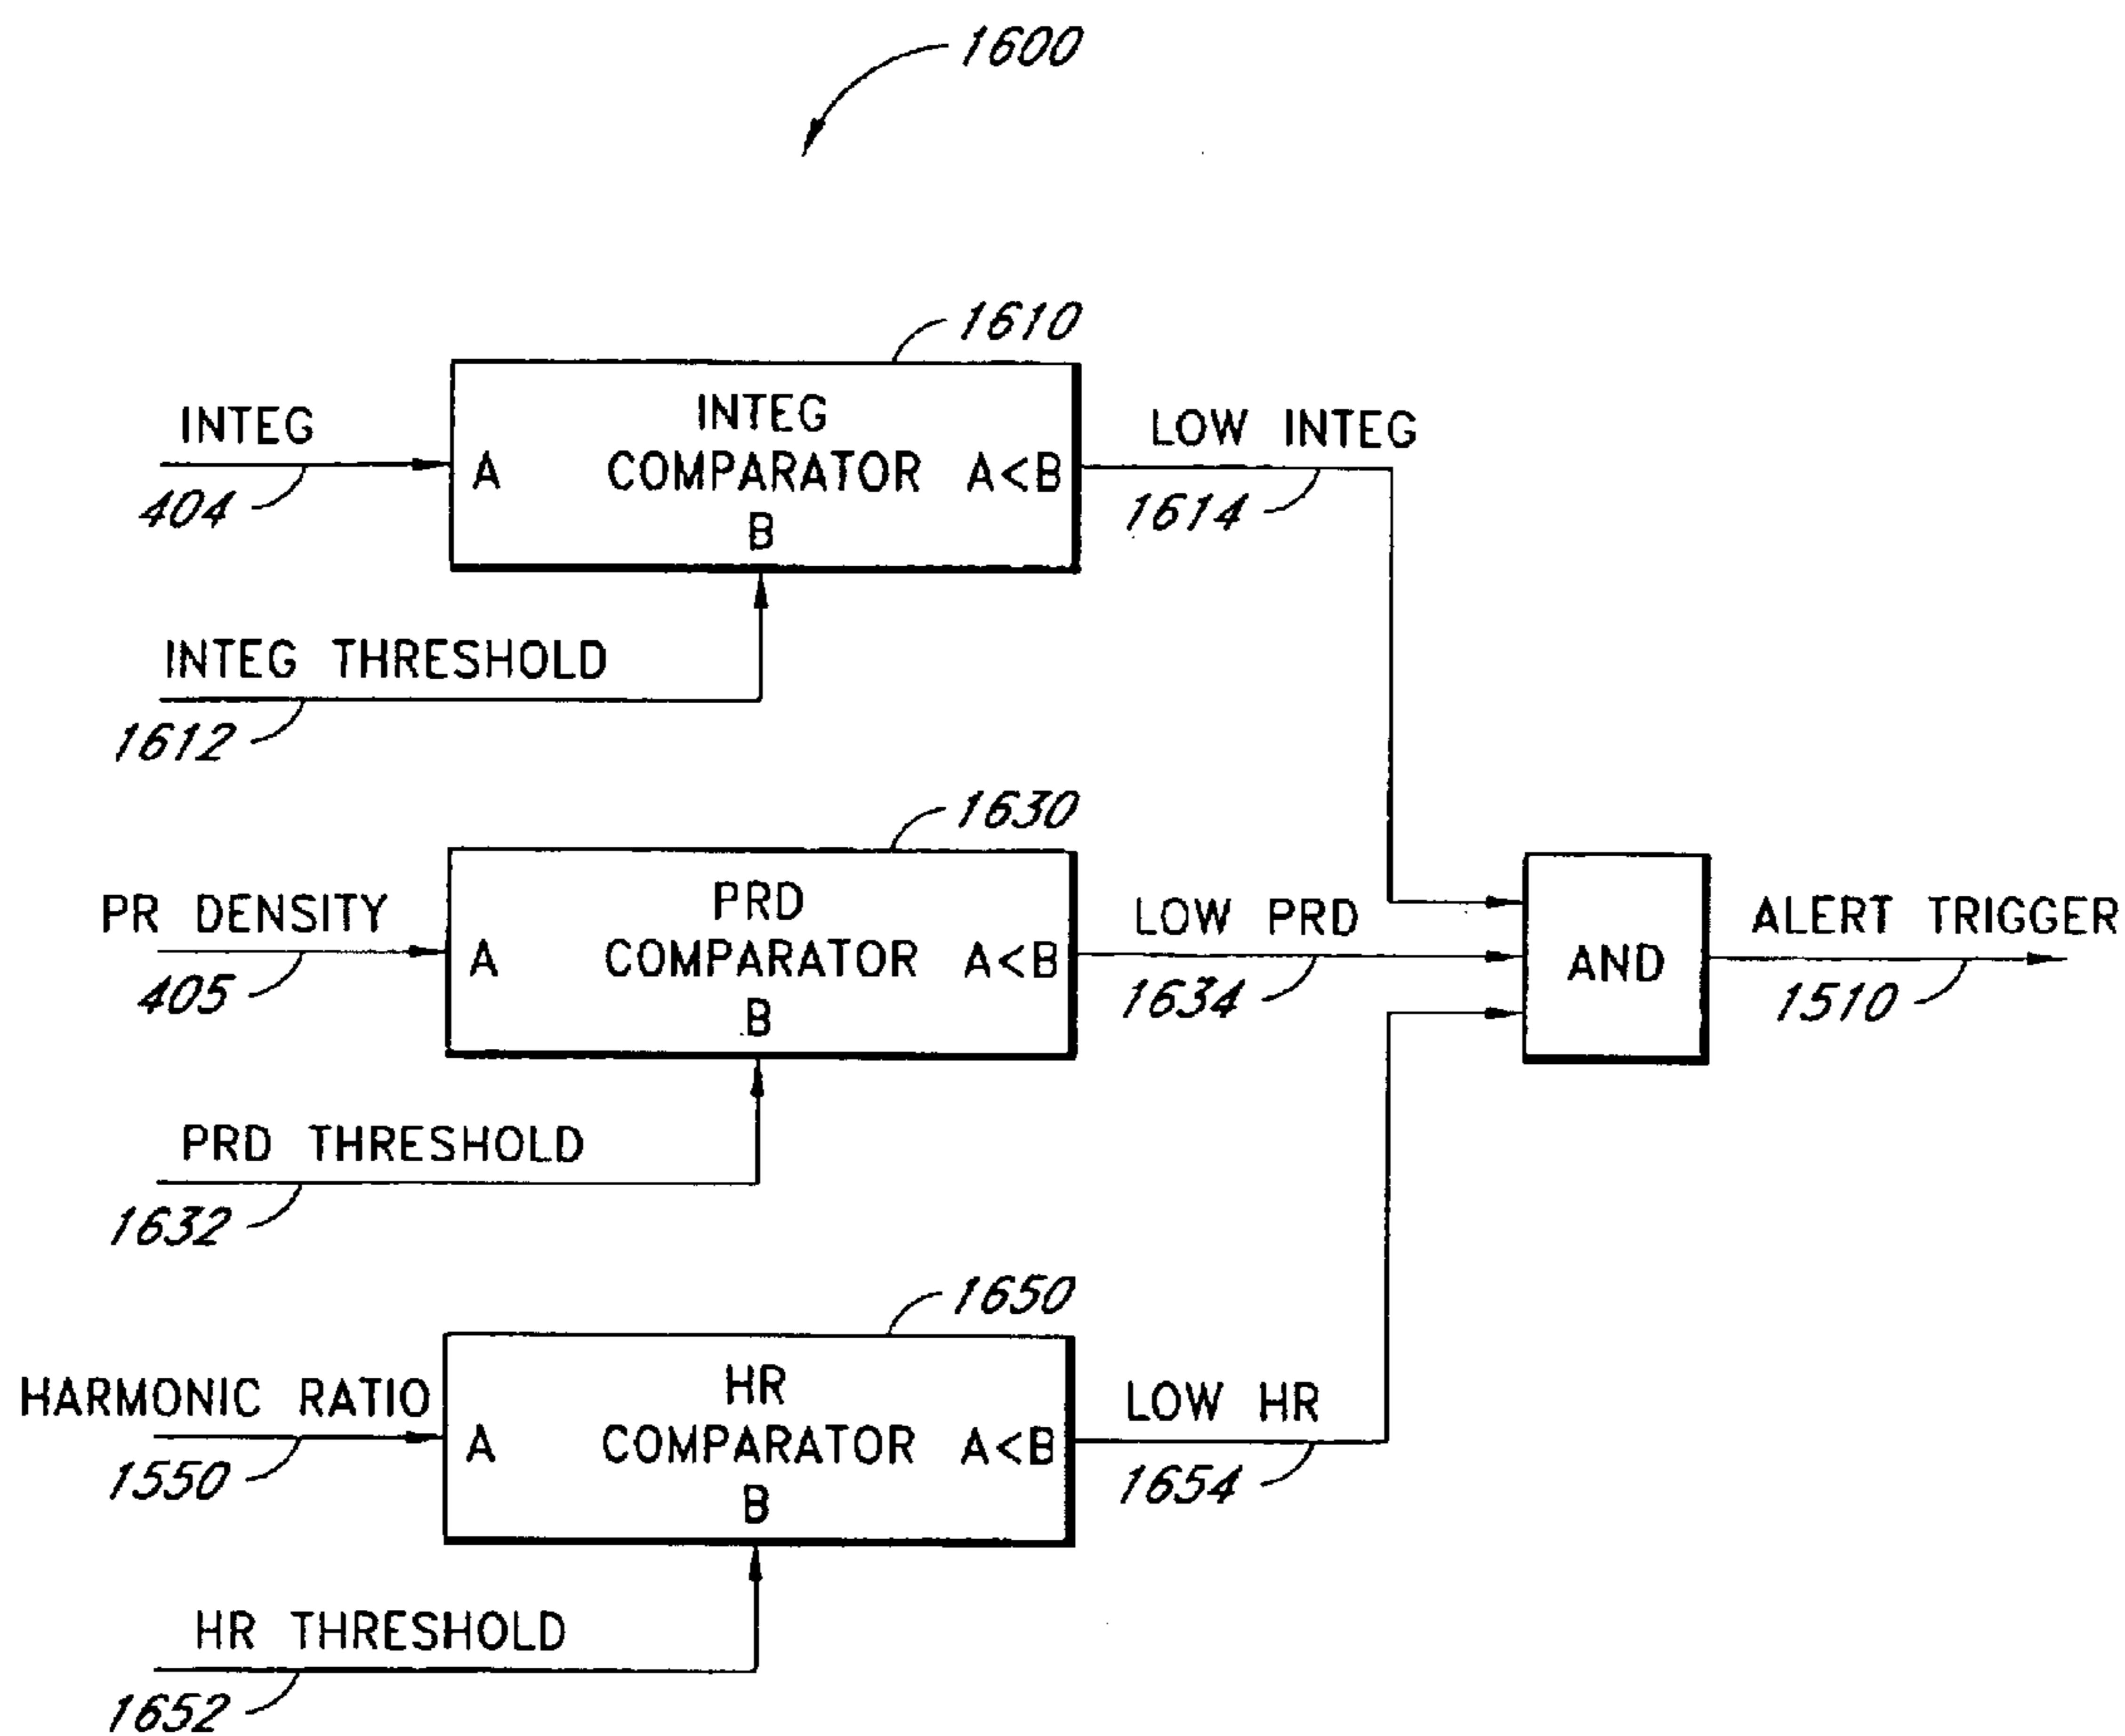 1600
1610
INTEG
404
INTEG
COMPARATOR
A
A<B
B
LOW INTEG
1614
INTEG THRESHOLD
1612
1630
PR DENSITY
405
PRD
COMPARATOR
A
A<B
B
LOW PRD
1634
AND
ALERT TRIGGER
1510
PRD THRESHOLD
1632
1650
HARMONIC RATIO
1550
HR
COMPARATOR
A
A<B
B
LOW HR
1654
HR THRESHOLD
1652